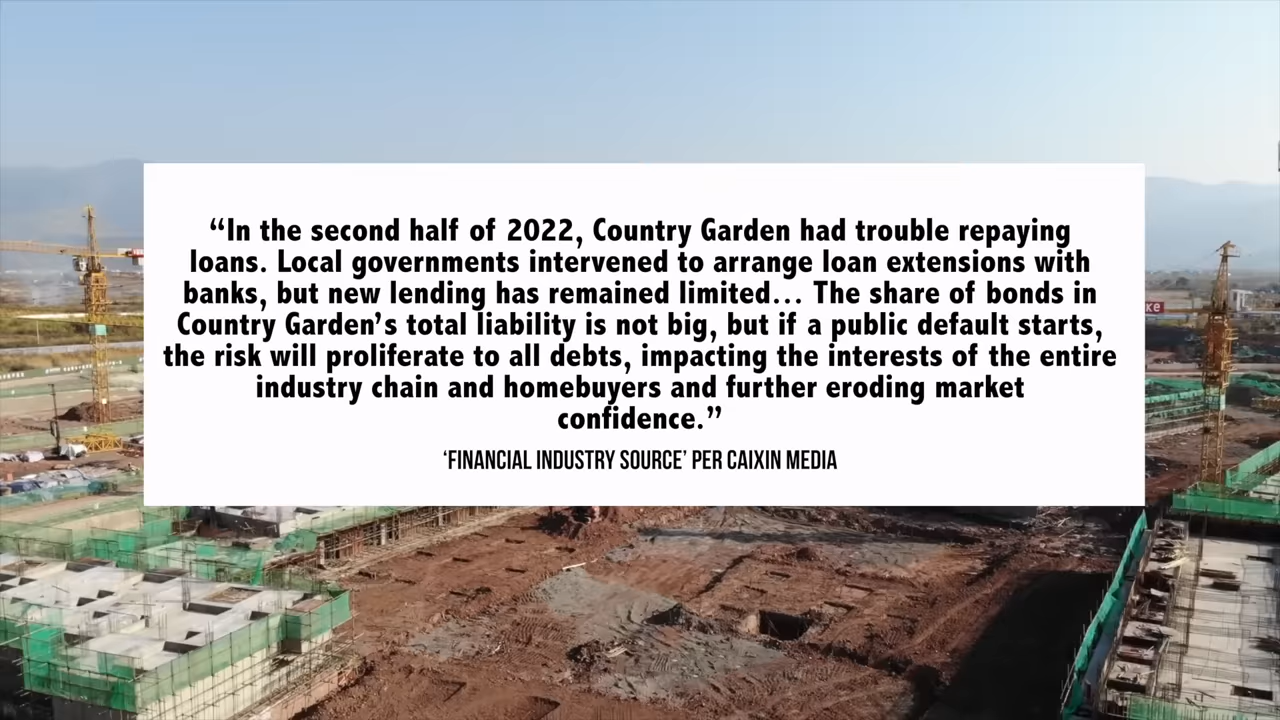 “In the second half of 2022, Country Garden had trouble repaying
loans. Local governments intervened to arrange loan extensions with
banks, but new lending has remained limited... The share of bonds in
Country Garden’s total liability is not big, but if a public default starts,
the risk will proliferate to all debts, impacting the interests of the entire
industry chain and homebuyers and further eroding market
confidence.”
‘FINANCIAL INDUSTRY SOURCE’ PER CAIXIN MEDIA